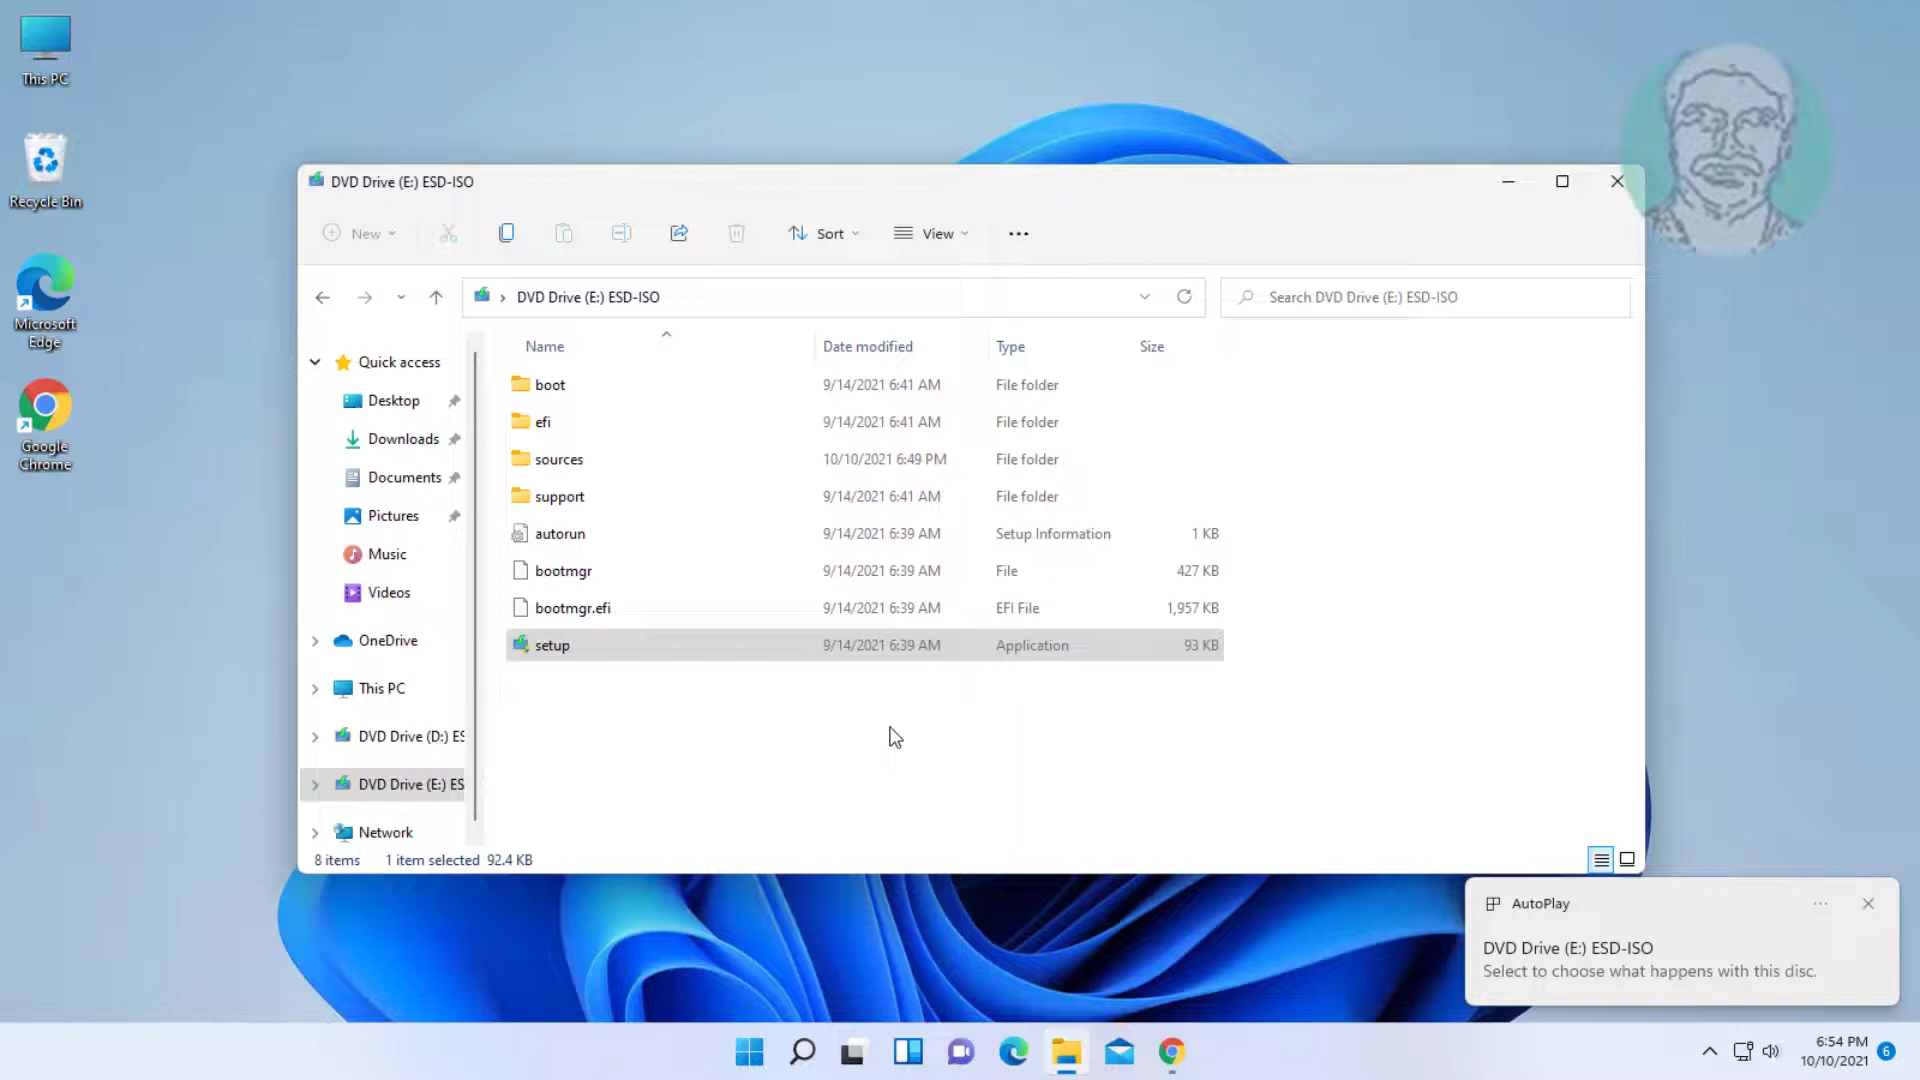 This PC
Recycle Bin
Microsoft
Edge
Google
Chrome
DVD Drive (E:) ESD-ISO
New
Sort
View
DVD Drive (E:) ESD-ISO
Search DVD Drive (E:) ESD-ISO
Quick access
Desktop
Downloads
Documents
Pictures
Music
Videos
OneDrive
This PC
DVD Drive (D:) ES
DVD Drive (E:) ES
Network
Name Date modified Type Size
boot 9/14/2021 6:41 AM File folder
efi 9/14/2021 6:41 AM File folder
sources 10/10/2021 6:49 PM File folder
support 9/14/2021 6:41 AM File folder
autorun 9/14/2021 6:39 AM Setup Information 1 KB
bootmgr 9/14/2021 6:39 AM File 427 KB
bootmgr.efi 9/14/2021 6:39 AM EFI File 1,957 KB
setup 9/14/2021 6:39 AM Application 93 KB
8 items 1 item selected 92.4 KB
AutoPlay
DVD Drive (E:) ESD-ISO
Select to choose what happens with this disc.
6:54 PM
10/10/2021
6